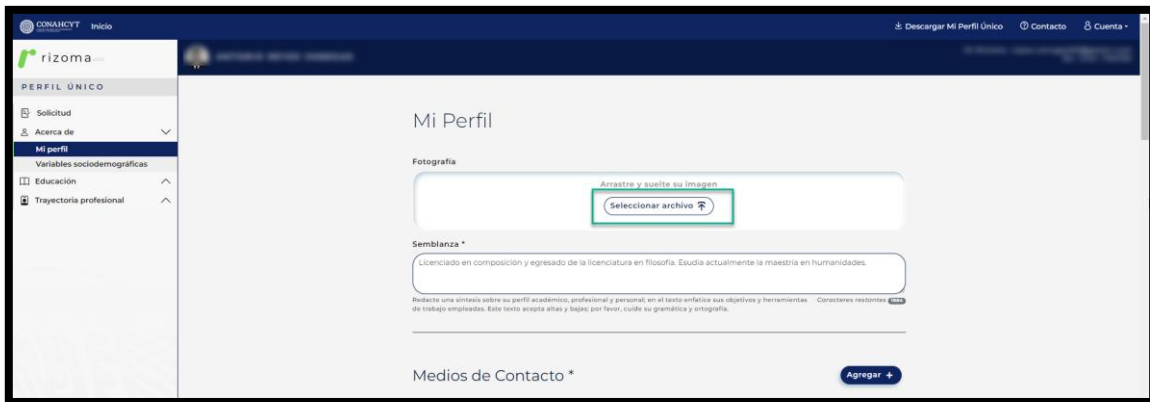 CONAHCYT Inicio
Descargar Mi Perfil Único Contacto Cuenta
rizoma
PERFIL ÚNICO
Solicitud
Acerca de
Mi perfil
Variables sociodemográficas
Educación
Trayectoria profesional
Mi Perfil
Fotografía
Arrastre y suelte su imagen
Seleccionar archivo
Semblanza *
Licenciado en composición y egresado de la licenciatura en filosofía. Esudia actualmente la maestría en humanidades.
Redacte una síntesis sobre su perfil académico, profesional y personal; en el texto enfatice sus objetivos y herramientas Caracteres restantes
de trabajo empleadas. Este texto acepta altas y bajas; por favor, cuide su gramática y ortografía.
Medios de Contacto *
Agregar +